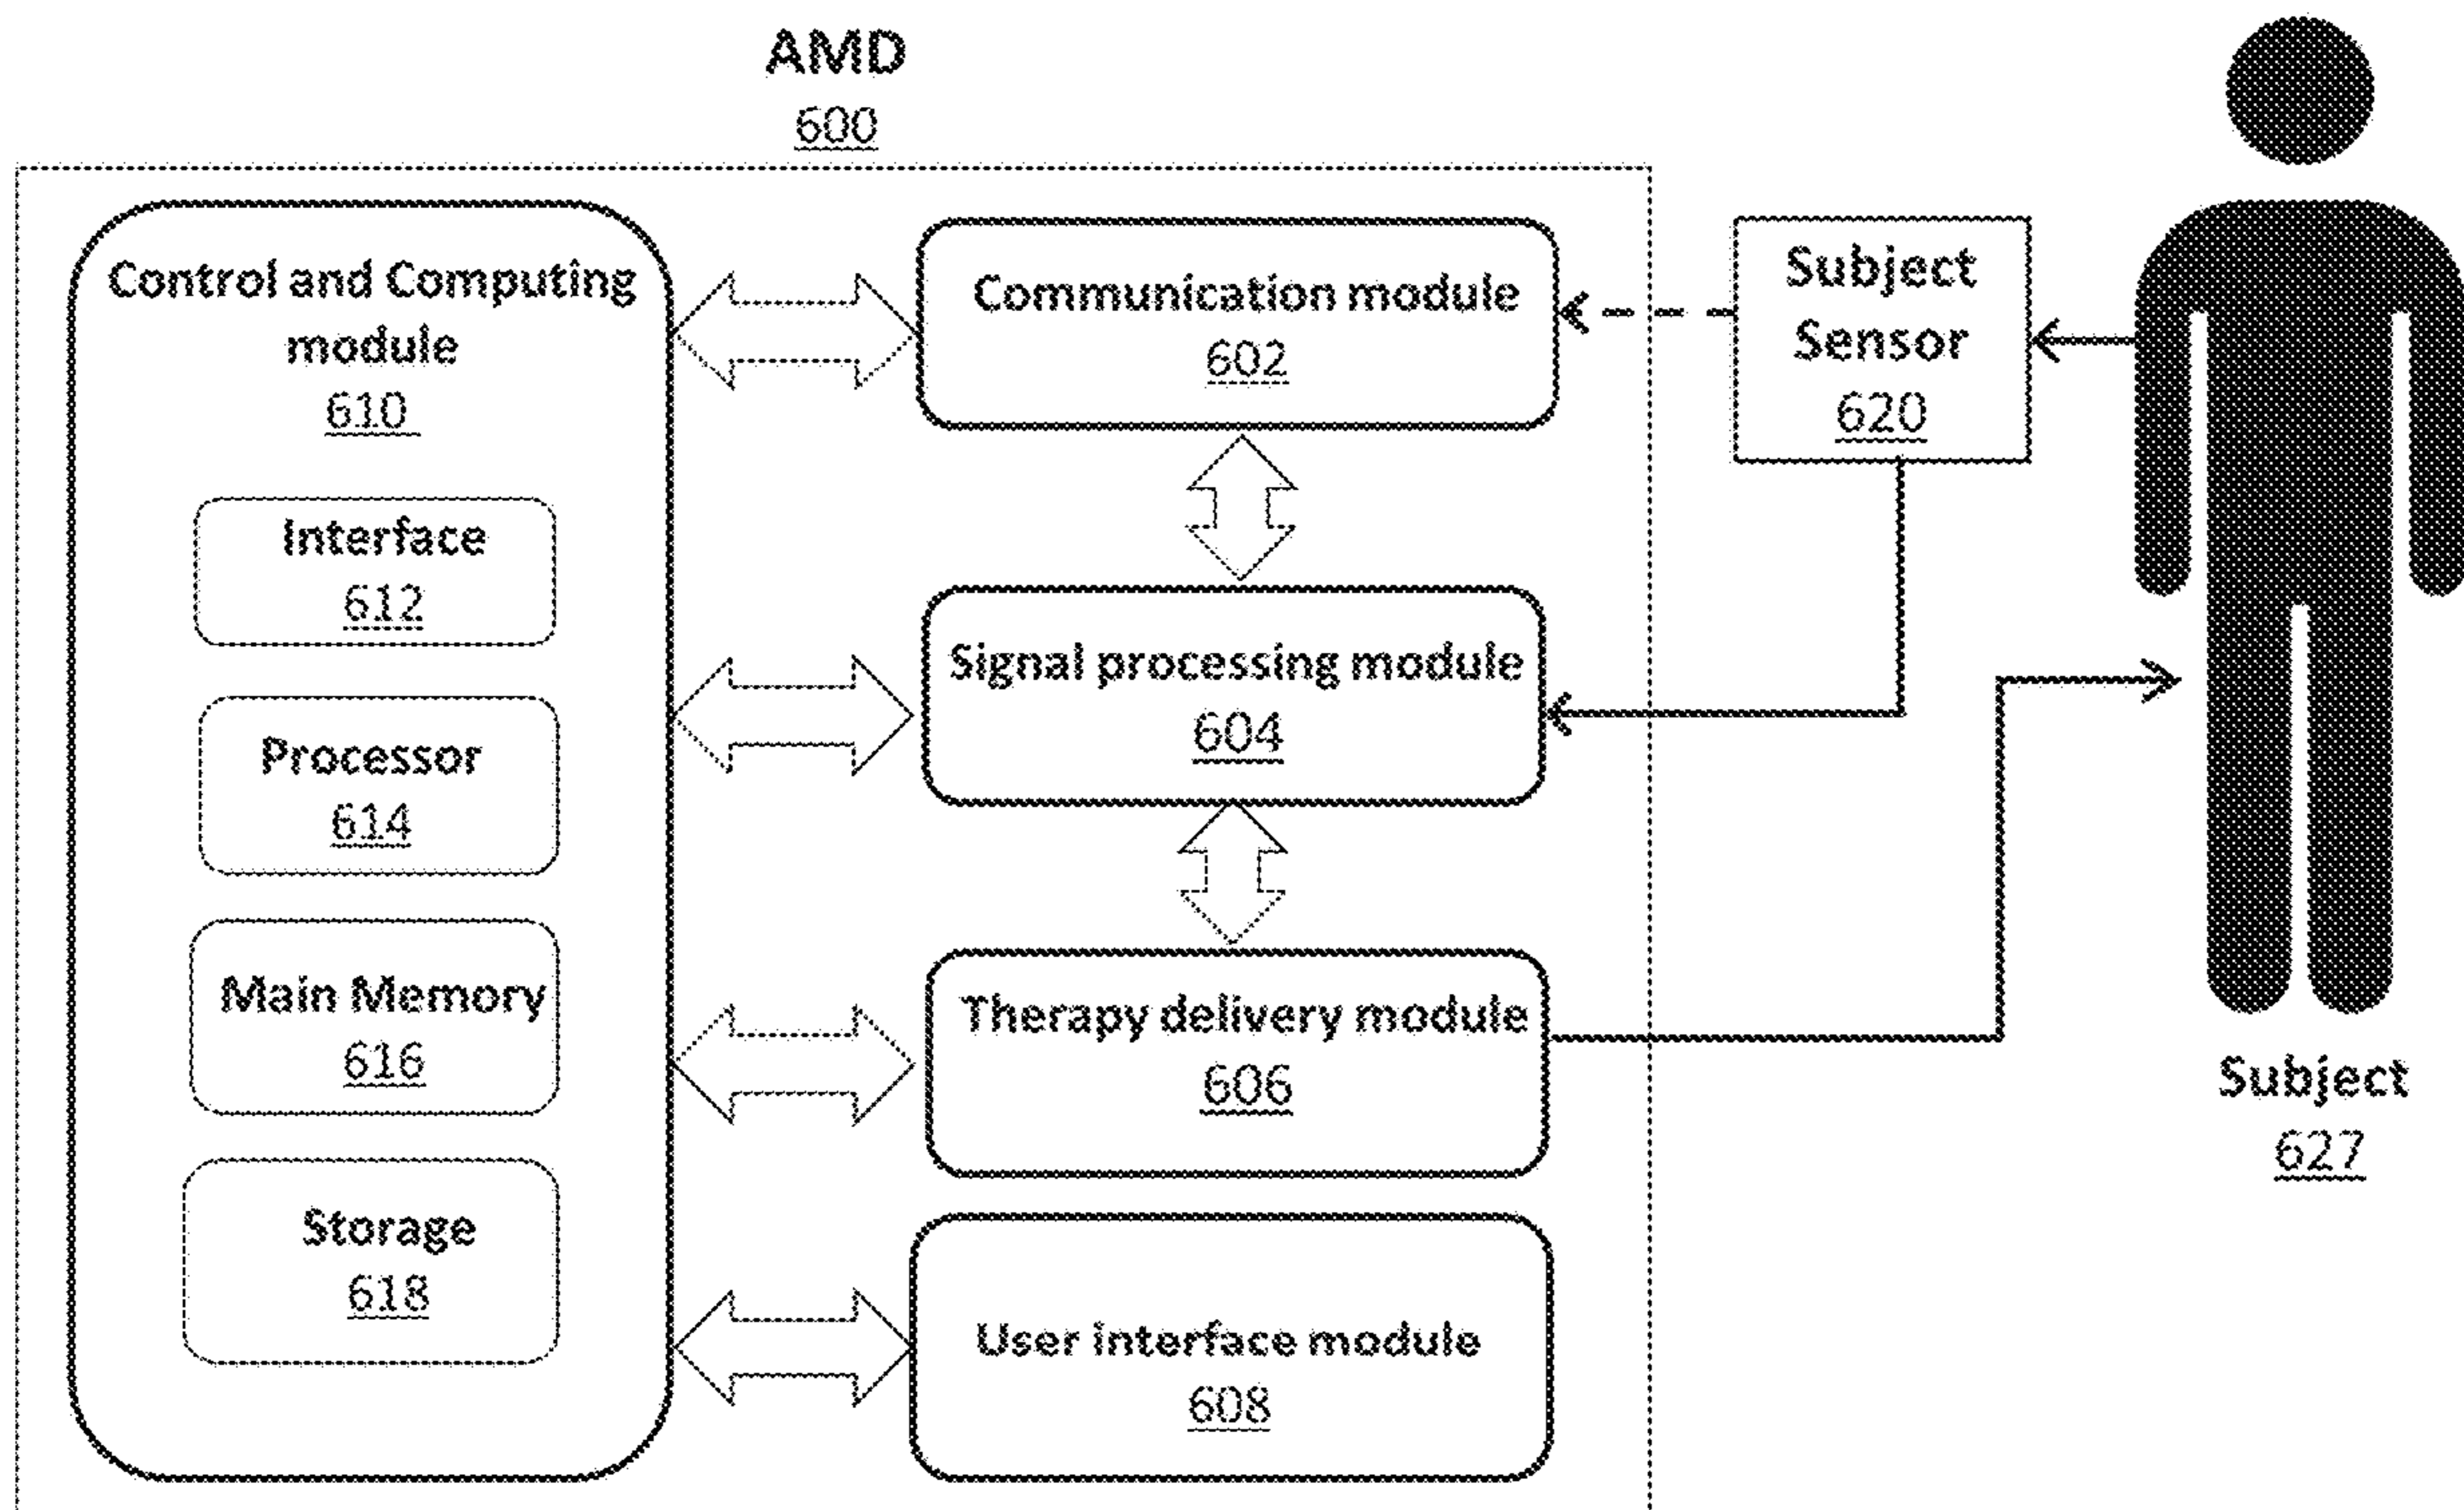 AMD
600
Control and Computing
module
610
Interface
612
Processor
614
Main Memory
616
Storage
618
Communication module
602
Signal processing module
604
Therapy delivery module
606
User interface module
608
Subject
Sensor
620
Subject
627